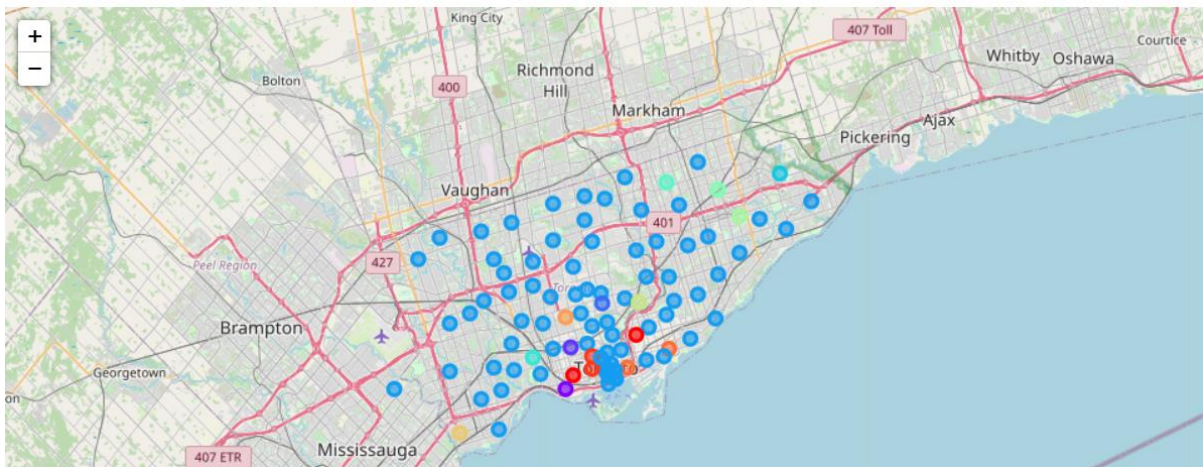 +
−
King City
407 Toll
Courtice
Whitby
Oshawa
Bolton
Richmond
Hill
400
Markham
Ajax
Pickering
Vaughan
401
427
Peel Region
Brampton
Georgetown
on
Mississauga
407 ETR